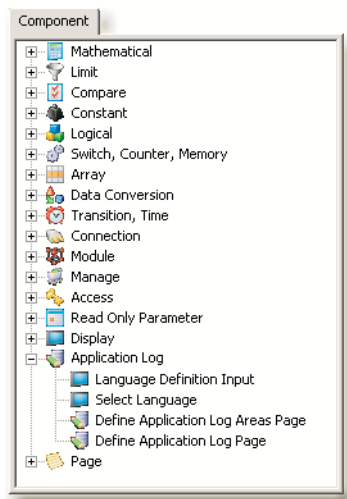 Component
Mathematical
Limit
Compare
Constant
Logical
Switch, Counter, Memory
Array
Data Conversion
Transition, Time
Connection
Module
Manage
Access
Read Only Parameter
Display
Application Log
Language Definition Input
Select Language
Define Application Log Areas Page
Define Application Log Page
Page